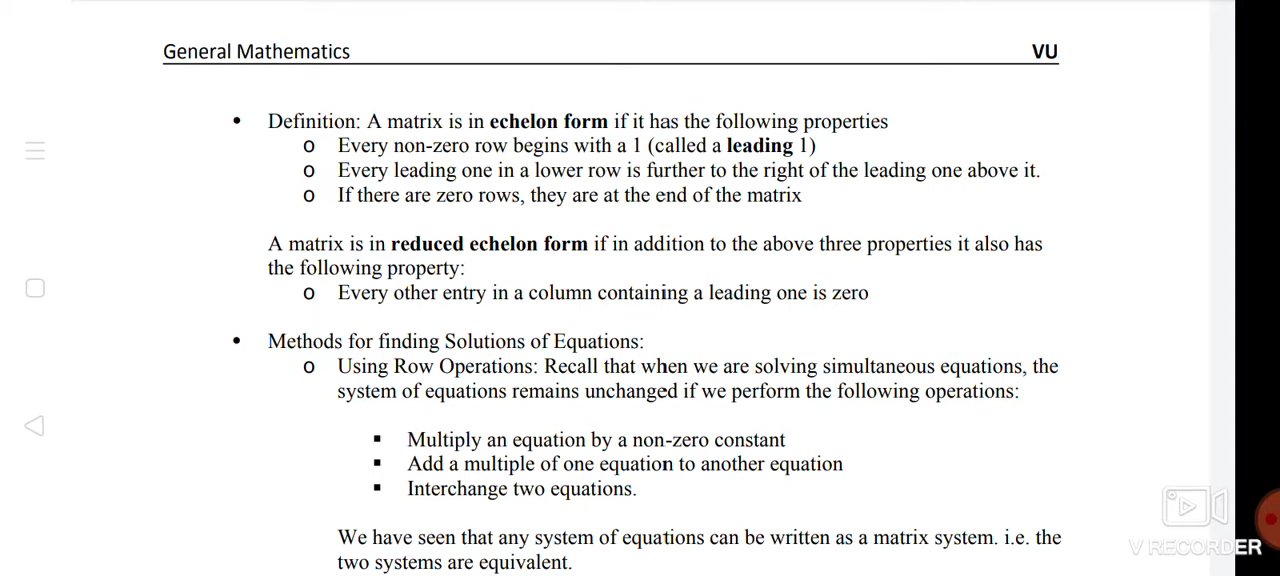 General Mathematics VU
• Definition: A matrix is in echelon form if it has the following properties
o Every non-zero row begins with a 1 (called a leading 1)
o Every leading one in a lower row is further to the right of the leading one above it.
o If there are zero rows, they are at the end of the matrix
A matrix is in reduced echelon form if in addition to the above three properties it also has
the following property:
o Every other entry in a column containing a leading one is zero
• Methods for finding Solutions of Equations:
o Using Row Operations: Recall that when we are solving simultaneous equations, the
system of equations remains unchanged if we perform the following operations:
▪ Multiply an equation by a non-zero constant
▪ Add a multiple of one equation to another equation
▪ Interchange two equations.
We have seen that any system of equations can be written as a matrix system. i.e. the
two systems are equivalent.
V RECORDER